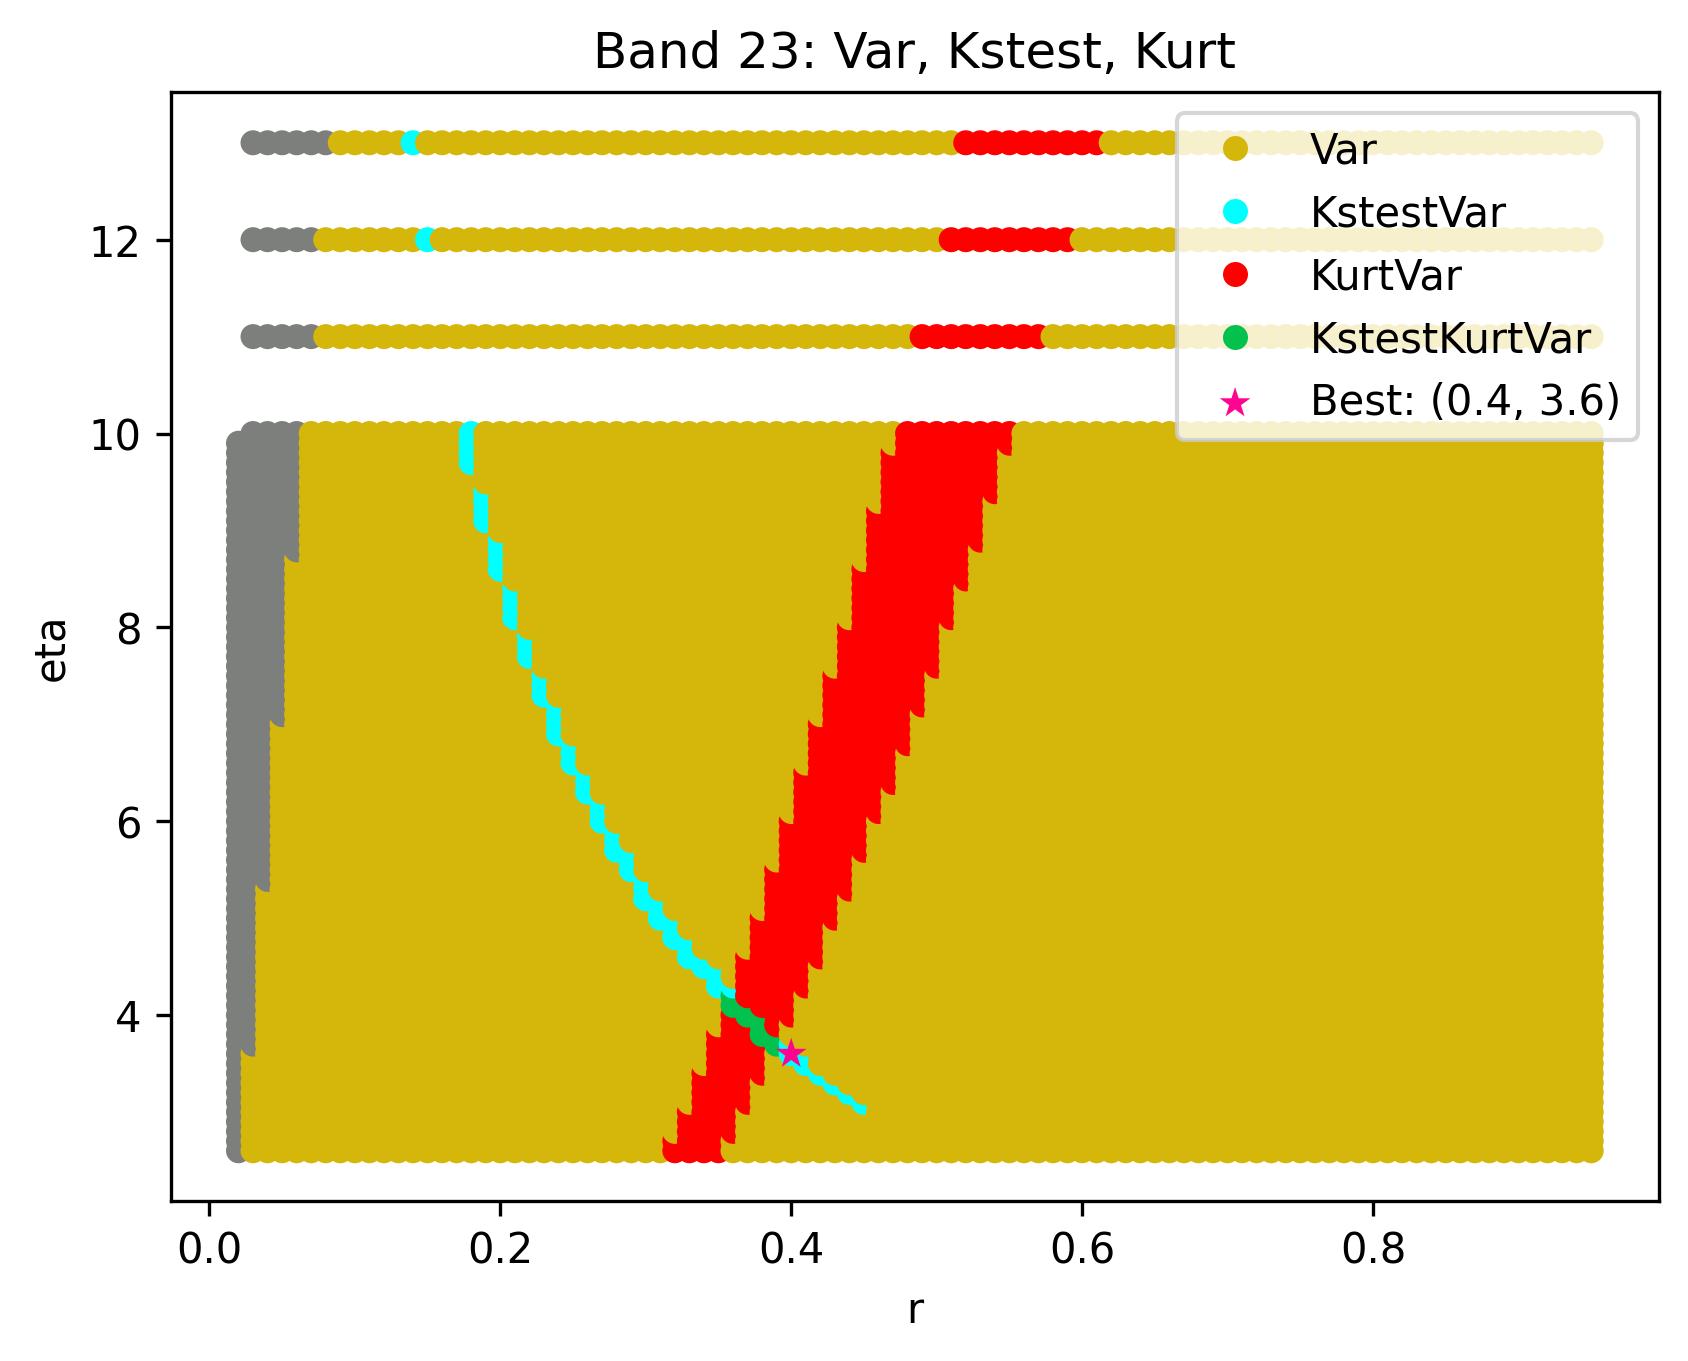 Band 23: Var, Kstest, Kurt
Var
KstestVar
KurtVar
KstestKurtVar
Best: (0.4, 3.6)
12
10
8
6
4
eta
0.0 0.2 0.4 0.6 0.8
r